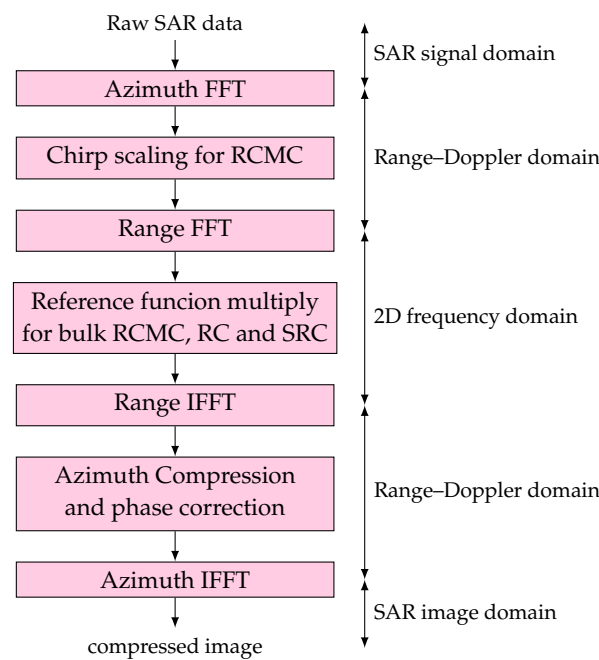 Raw SAR data
SAR signal domain
Azimuth FFT
Chirp scaling for RCMC
Range–Doppler domain
Range FFT
Reference funcion multiply
for bulk RCMC, RC and SRC
2D frequency domain
Range IFFT
Azimuth Compression
and phase correction
Range–Doppler domain
Azimuth IFFT
SAR image domain
compressed image